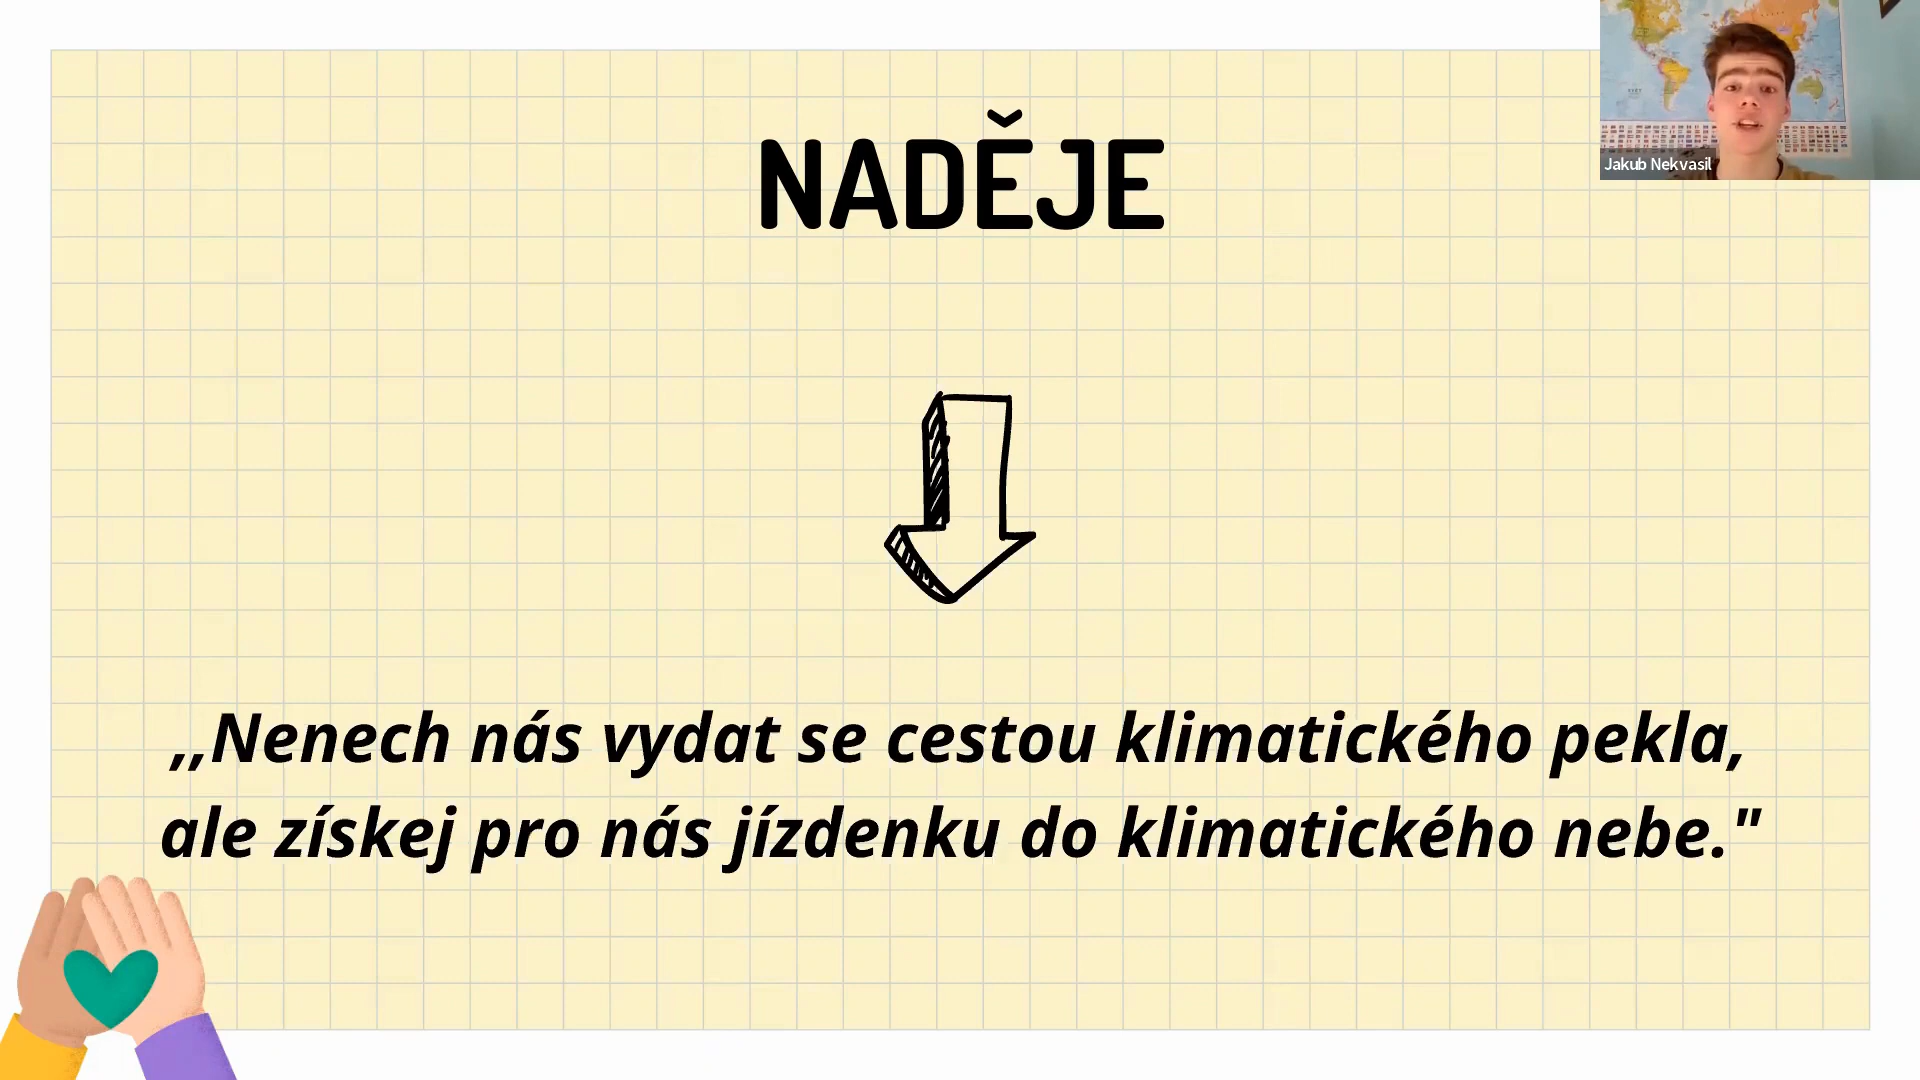 NADĚJE
Jakub Nekvasil
,,Nenech nás vydat se cestou klimatického pekla,
ale získej pro nás jízdenku do klimatického nebe."